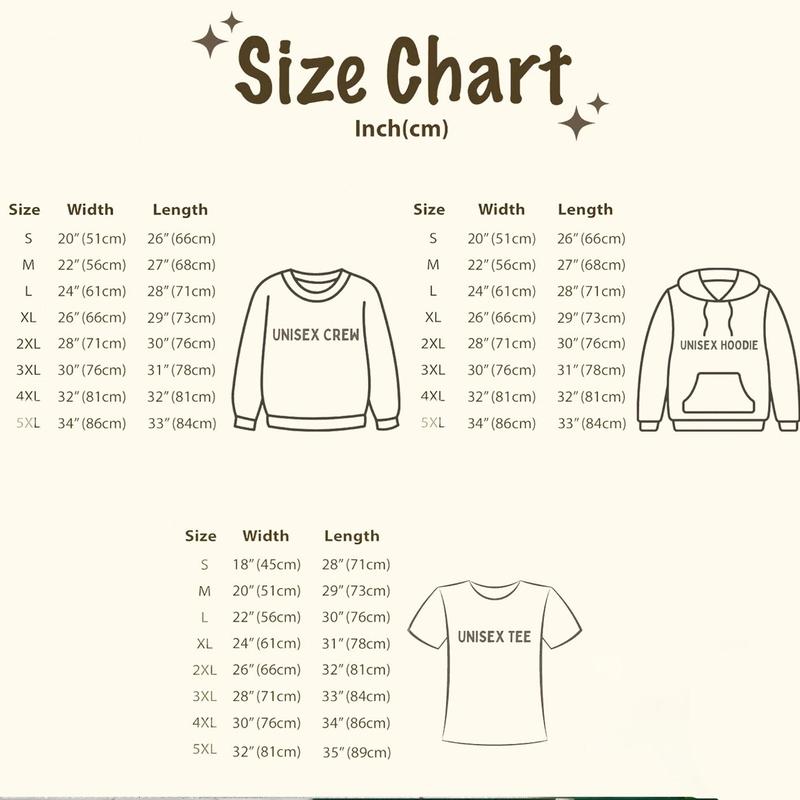 Size Chart
Inch(cm)
Size Width Length
S 20”(51cm) 26”(66cm)
M 22”(56cm) 27”(68cm)
L 24”(61cm) 28”(71cm)
XL 26”(66cm) 29”(73cm)
2XL 28”(71cm) 30”(76cm)
3XL 30”(76cm) 31”(78cm)
4XL 32”(81cm) 32”(81cm)
5XL 34”(86cm) 33”(84cm)
UNISEX CREW
Size Width Length
S 20”(51cm) 26”(66cm)
M 22”(56cm) 27”(68cm)
L 24”(61cm) 28”(71cm)
XL 26”(66cm) 29”(73cm)
2XL 28”(71cm) 30”(76cm)
3XL 30”(76cm) 31”(78cm)
4XL 32”(81cm) 32”(81cm)
5XL 34”(86cm) 33”(84cm)
UNISEX HOODIE
Size Width Length
S 18”(45cm) 28”(71cm)
M 20”(51cm) 29”(73cm)
L 22”(56cm) 30”(76cm)
XL 24”(61cm) 31”(78cm)
2XL 26”(66cm) 32”(81cm)
3XL 28”(71cm) 33”(84cm)
4XL 30”(76cm) 34”(86cm)
5XL 32”(81cm) 35”(89cm)
UNISEX TEE